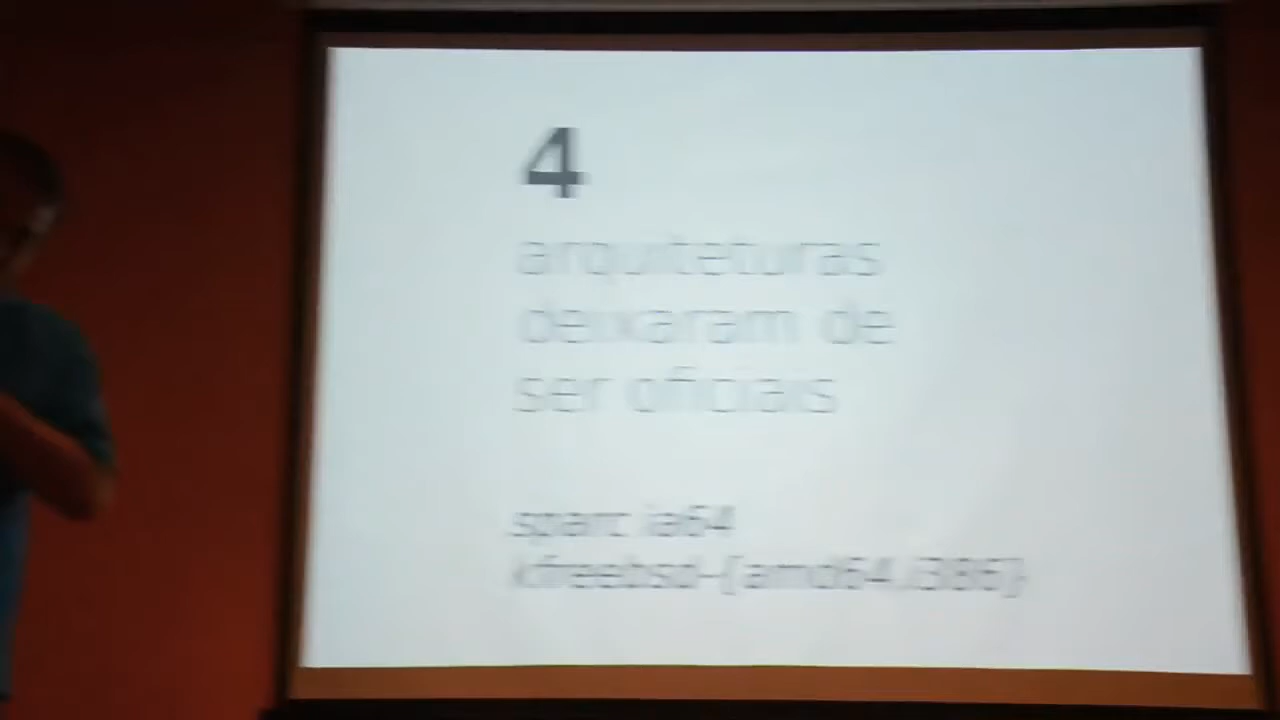 4
arquiteturas
deixaram de
ser oficiais
sparc ia64
kfreebsd-{amd64,i386}